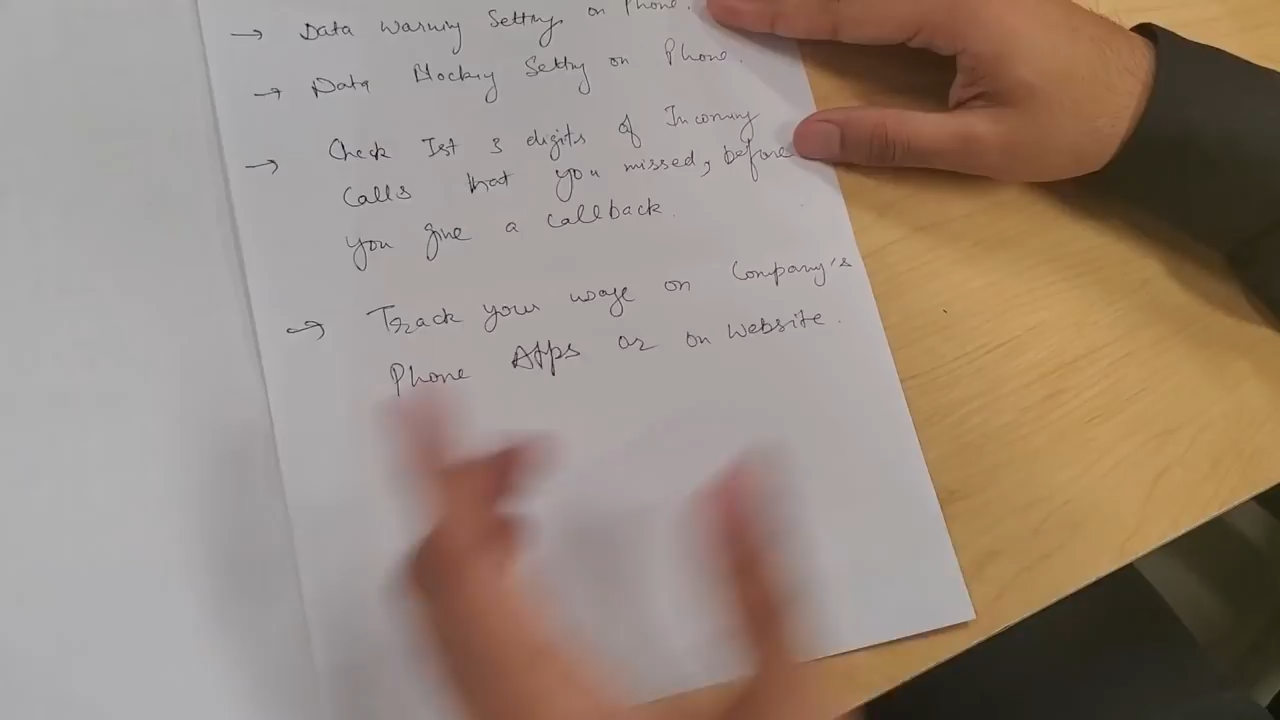 → Data Warning Setting on Phone.
→ Data Blocking Setting on Phone.
→ Check Ist 3 digits of Incoming
Calls that you missed, before
you give a callback.
→ Track your usage on Company's
Phone Apps or on website.